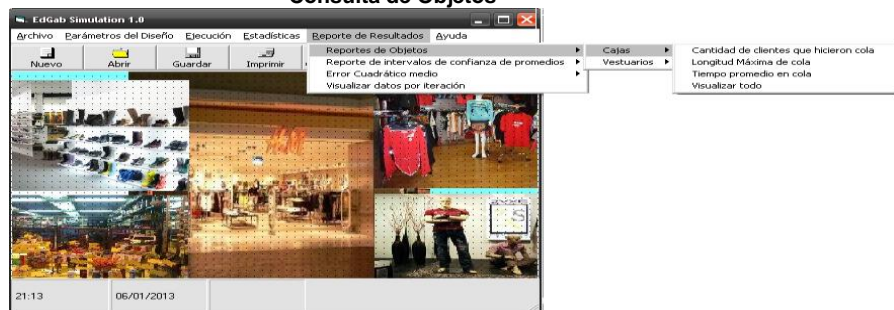 Consulta de Objetos
EdGab Simulation 1.0
Archivo Parámetros del Diseño Ejecución Estadísticas Reporte de Resultados Ayuda
Nuevo Abrir Guardar Imprimir
Reportes de Objetos
Reporte de intervalos de confianza de promedios
Error Cuadrático medio
Visualizar datos por iteración
Cajas
Vestuarios
Cantidad de clientes que hicieron cola
Longitud Máxima de cola
Tiempo promedio en cola
Visualizar todo
21:13 06/01/2013